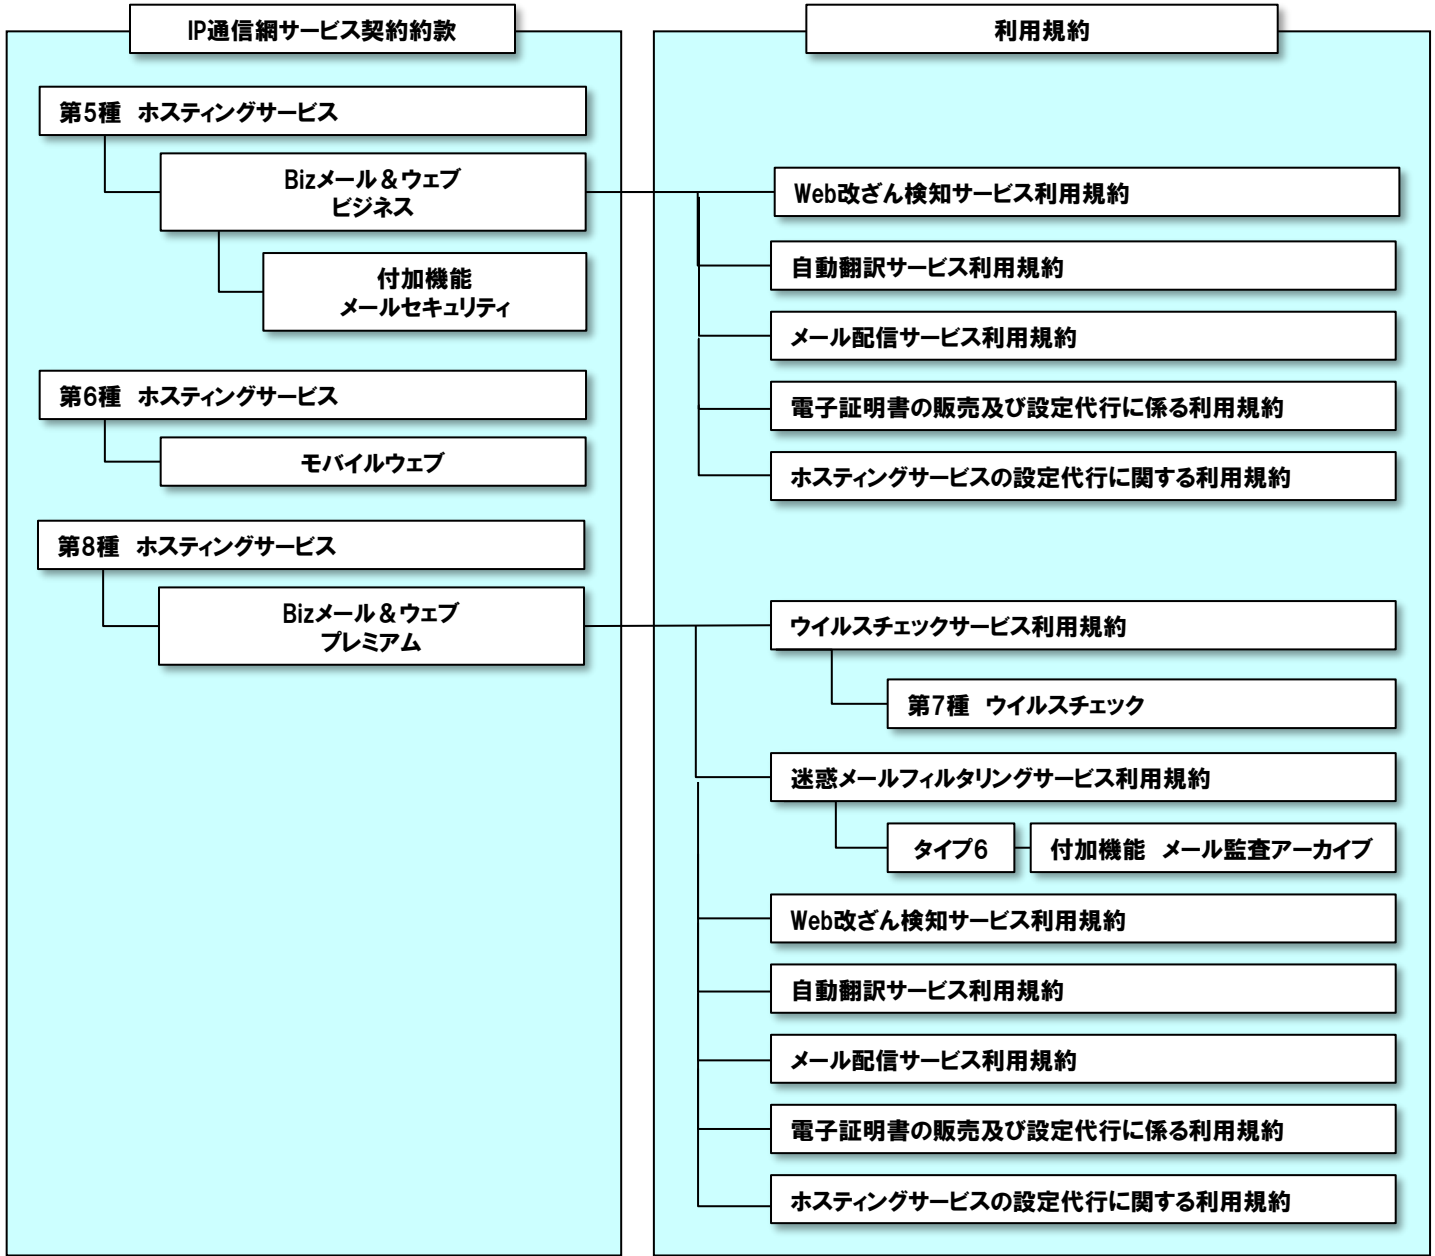 IP通信網サービス契約約款
第5種 ホスティングサービス
Bizメール＆ウェブ
ビジネス
付加機能
メールセキュリティ
第6種 ホスティングサービス
モバイルウェブ
第8種 ホスティングサービス
Bizメール＆ウェブ
プレミアム
利用規約
Web改ざん検知サービス利用規約
自動翻訳サービス利用規約
メール配信サービス利用規約
電子証明書の販売及び設定代行に係る利用規約
ホスティングサービスの設定代行に関する利用規約
ウイルスチェックサービス利用規約
第7種 ウイルスチェック
迷惑メールフィルタリングサービス利用規約
タイプ6 付加機能 メール監査アーカイブ
Web改ざん検知サービス利用規約
自動翻訳サービス利用規約
メール配信サービス利用規約
電子証明書の販売及び設定代行に係る利用規約
ホスティングサービスの設定代行に関する利用規約